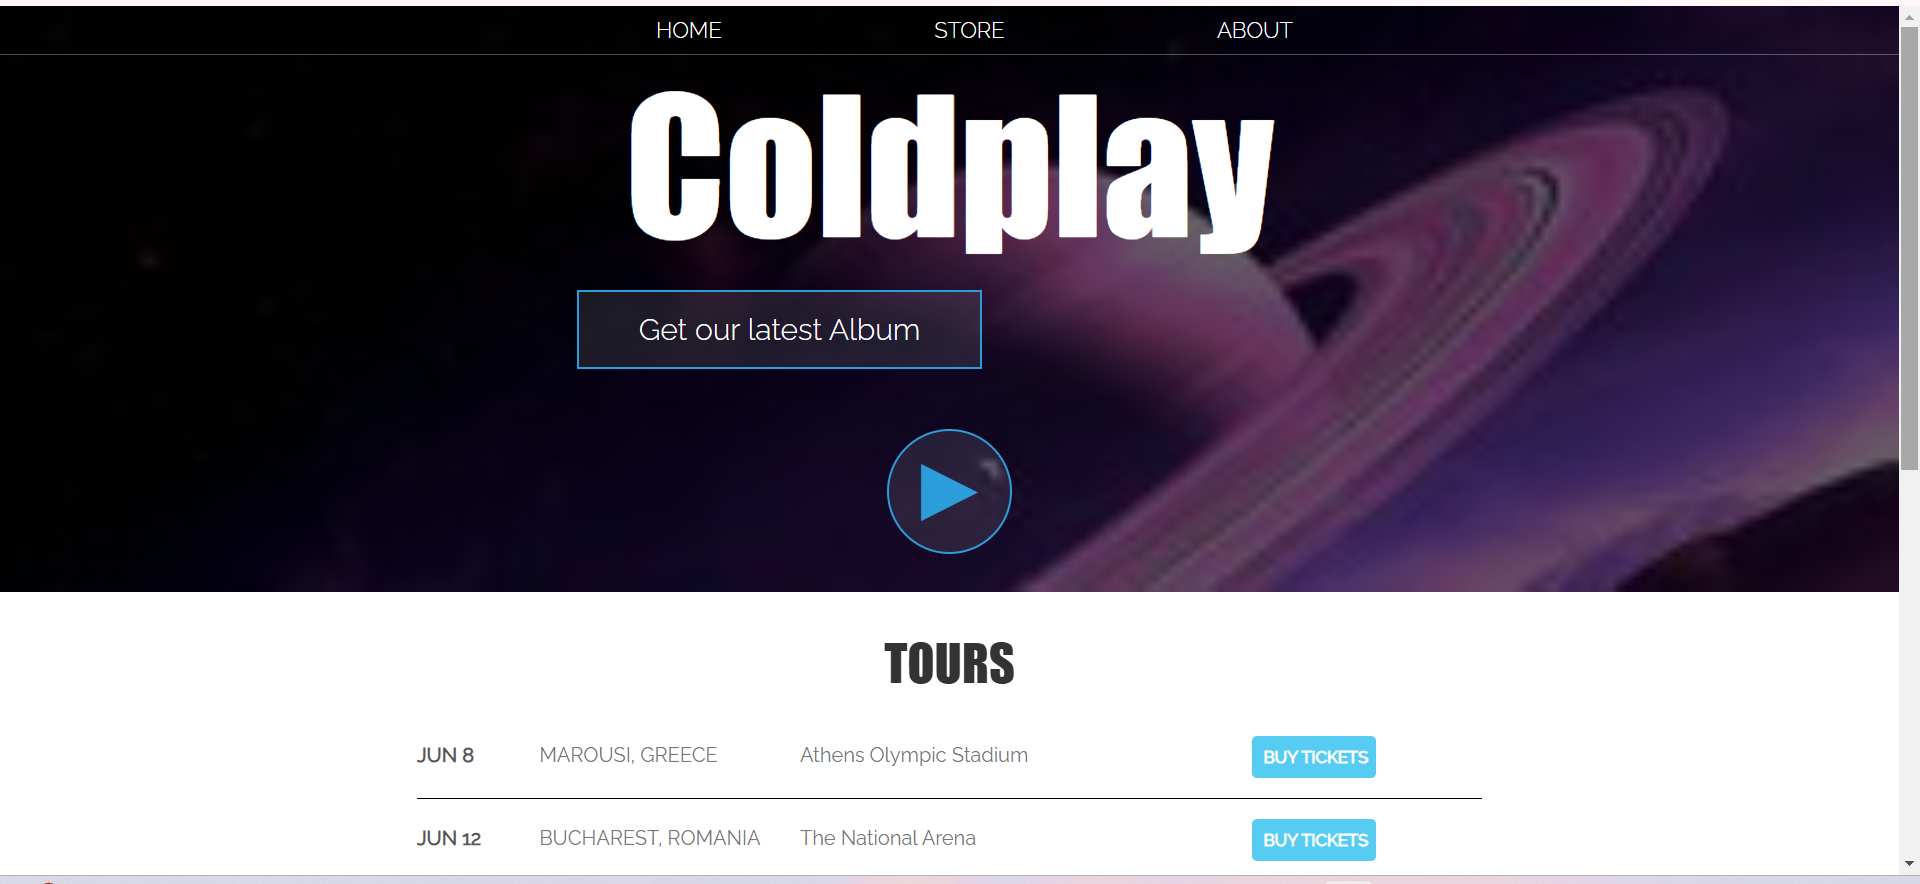 HOME STORE ABOUT
Coldplay
Get our latest Album
TOURS
JUN 8 MAROUSI, GREECE Athens Olympic Stadium BUY TICKETS
JUN 12 BUCHAREST, ROMANIA The National Arena BUY TICKETS